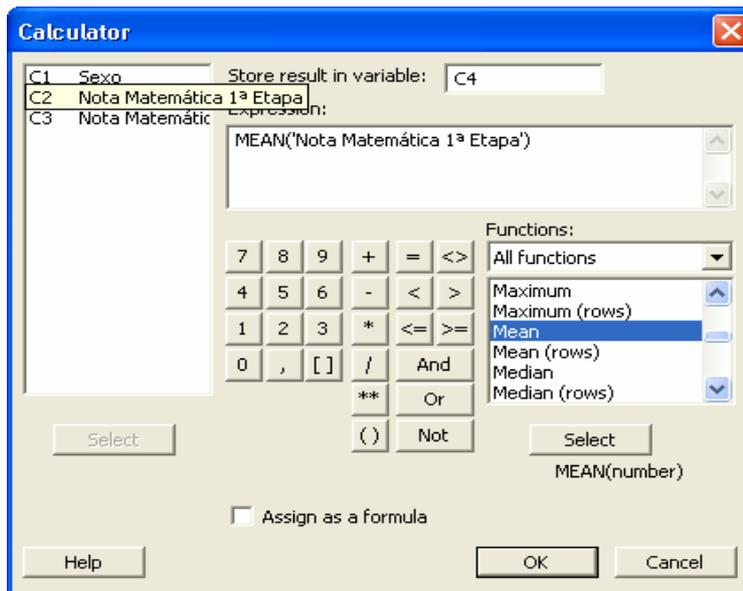 Calculator
C1 Sexo
C2 Nota Matemática 1ª Etapa
C3 Nota Matemátic
Store result in variable: C4
Expression:
MEAN('Nota Matemática 1ª Etapa')
Functions:
All functions
7 8 9 + = <>
4 5 6 - < >
1 2 3 * <= >=
0 , [] / And
** Or
() Not
Maximum
Maximum (rows)
Mean
Mean (rows)
Median
Median (rows)
Select
Select
MEAN(number)
Assign as a formula
Help
OK
Cancel